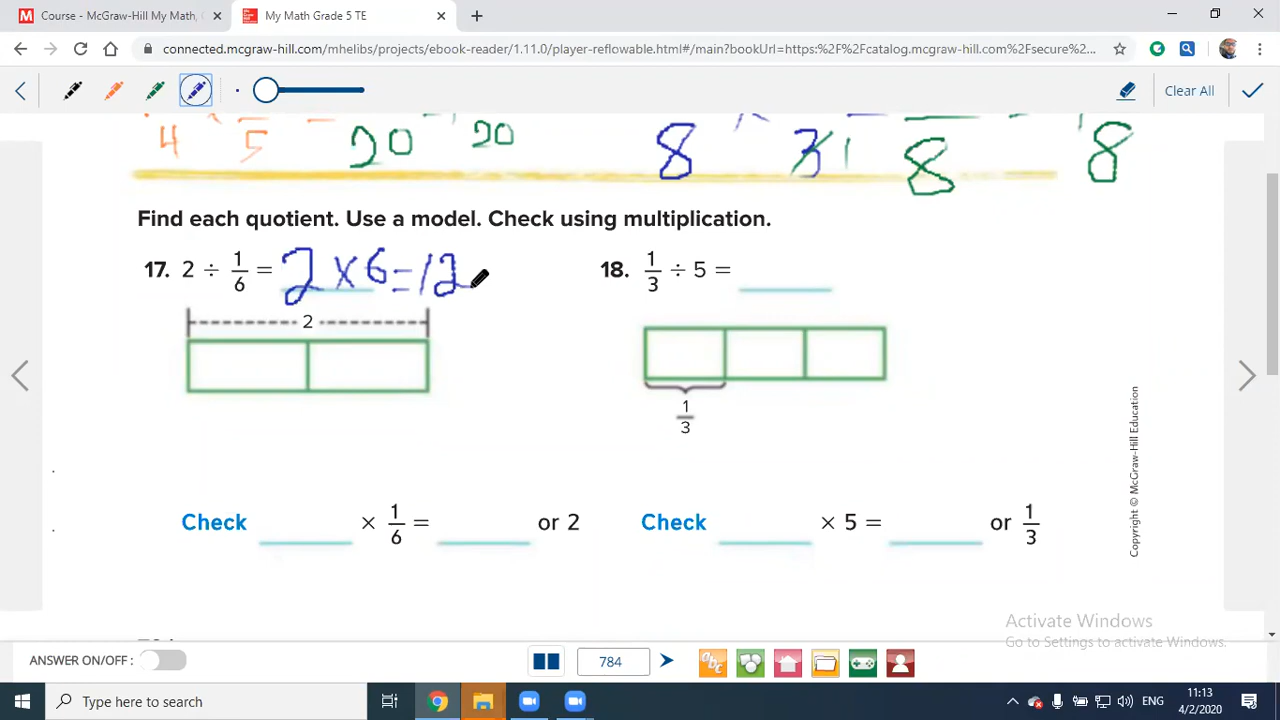 Course - McGraw-Hill My Math, My Math Grade 5 TE
connected.mcgraw-hill.com/mhelibs/projects/ebook-reader/1.11.0/player-reflowable.html#/main?bookUrl=https:%2F%2Fcatalog.mcgraw-hill.com%2Fsecure%2...
Clear All
4 5 20 20 8 31 8 8
Find each quotient. Use a model. Check using multiplication.
17. 2 ÷ 1/6 = 2 × 6 = 12
18. 1/3 ÷ 5 =
2
1/3
Check × 1/6 = or 2
Check × 5 = or 1/3
Copyright © McGraw-Hill Education
Activate Windows
Go to Settings to activate Windows.
ANSWER ON/OFF : 784 abc
Type here to search ENG 11:13
4/2/2020